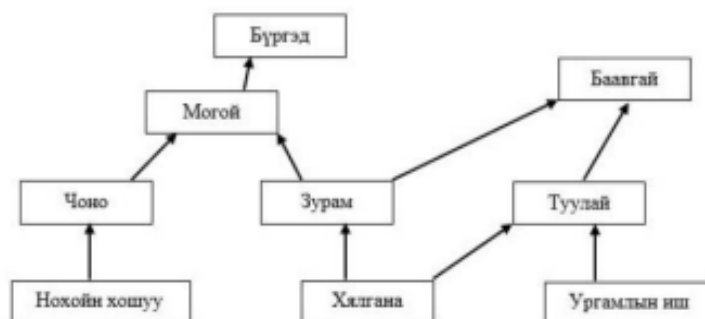 Бүргэд
Баавгай
Могой
Чоно
Зурам
Туулай
Нохойн хошуу
Хялгана
Ургамлын иш